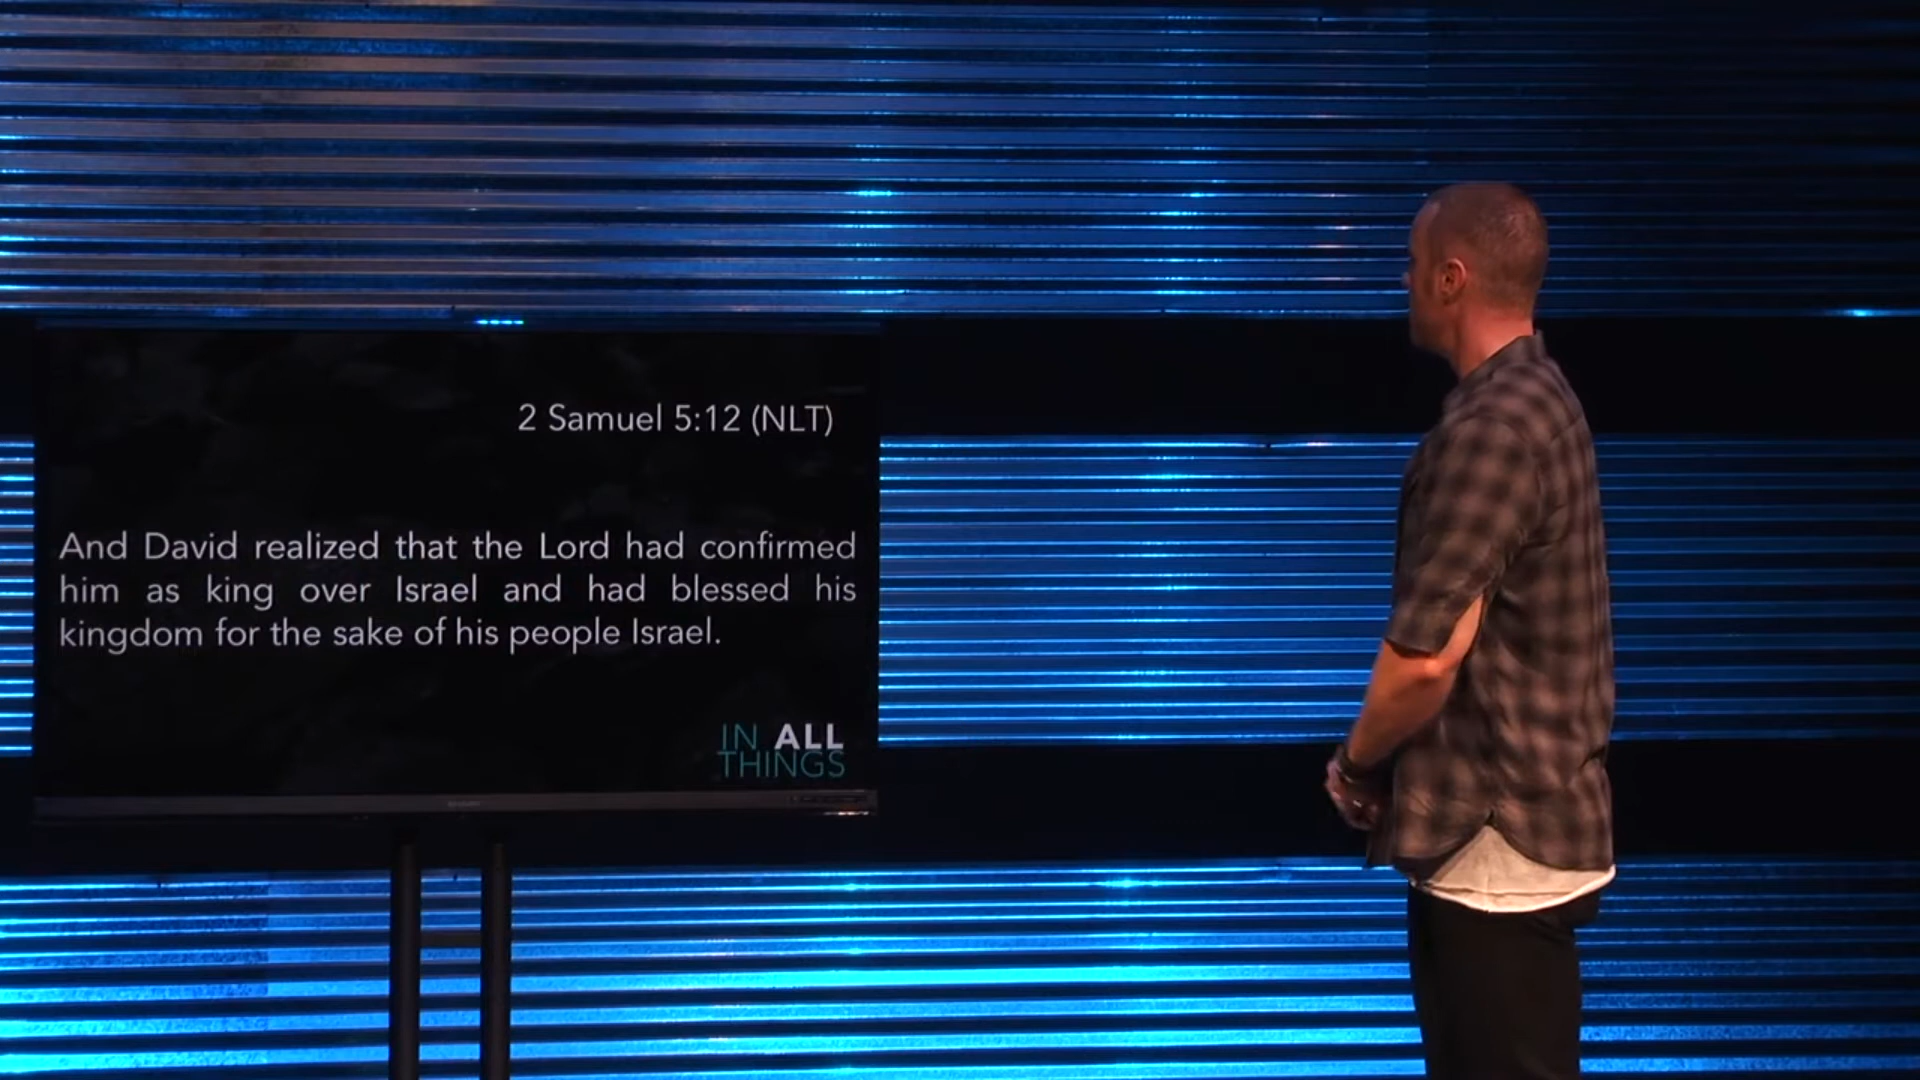 2 Samuel 5:12 (NLT)
And David realized that the Lord had confirmed
him as king over Israel and had blessed his
kingdom for the sake of his people Israel.
IN ALL
THINGS